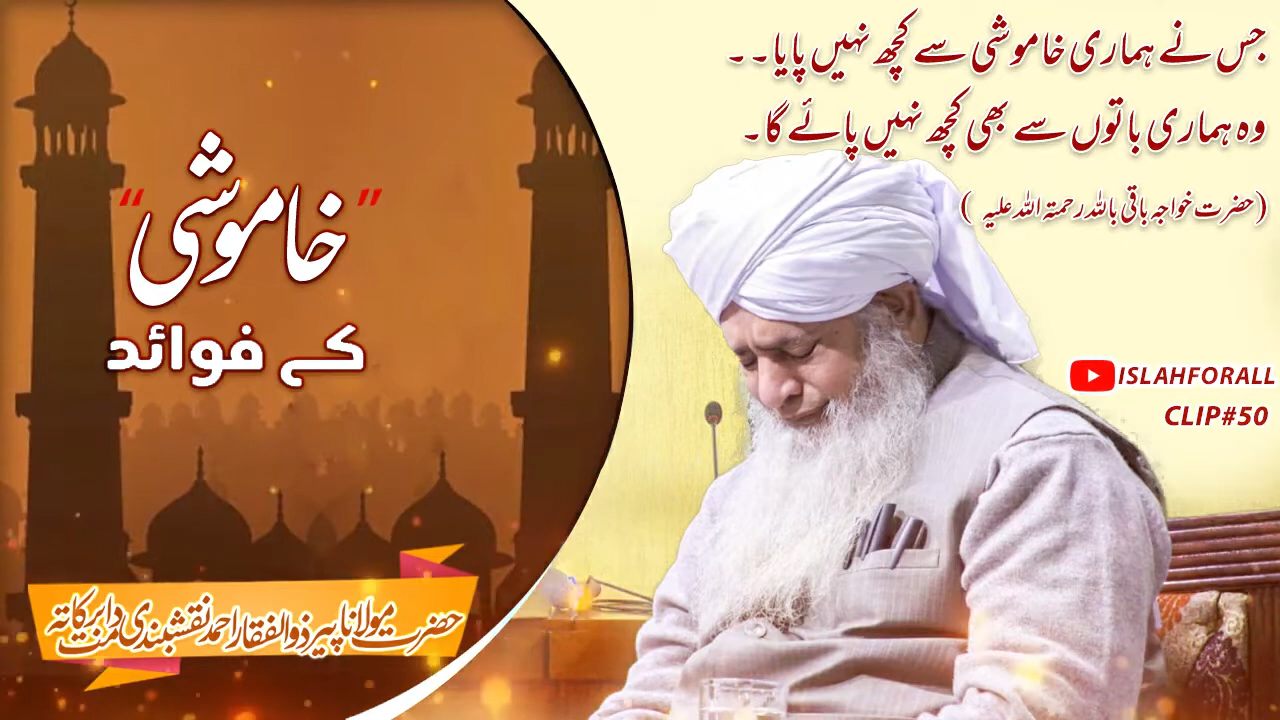 جس نے ہماری خاموشی سے کچھ نہیں پایا۔۔
وہ ہماری باتوں سے بھی کچھ نہیں پائے گا۔
(حضرت خواجہ باقی باللہ رحمتہ اللہ علیہ)
"خاموشی"
کے فوائد
ISLAHFORALL
CLIP#50
حضرت مولانا پیر ذوالفقار احمد نقشبندی دامت برکاتہ